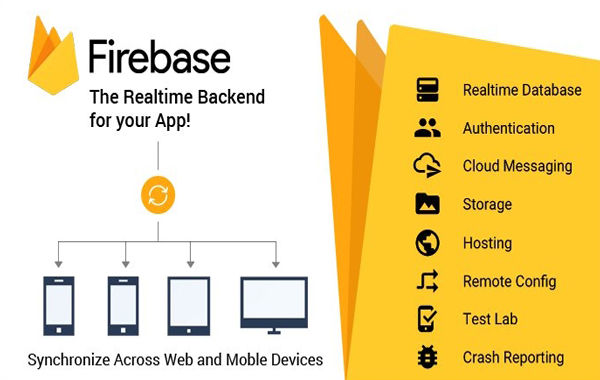 Firebase
The Realtime Backend
for your App!
Synchronize Across Web and Moble Devices
Realtime Database
Authentication
Cloud Messaging
Storage
Hosting
Remote Config
Test Lab
Crash Reporting